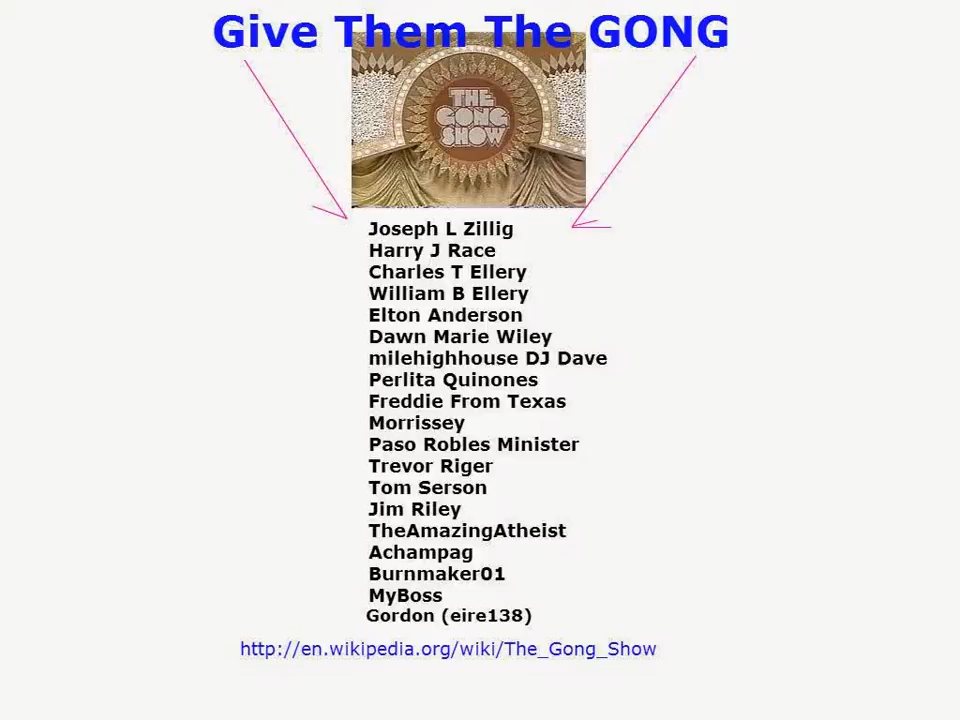 Give Them The GONG
THE
GONG
SHOW
Joseph L Zillig
Harry J Race
Charles T Ellery
William B Ellery
Elton Anderson
Dawn Marie Wiley
milehighhouse DJ Dave
Perlita Quinones
Freddie From Texas
Morrissey
Paso Robles Minister
Trevor Riger
Tom Serson
Jim Riley
TheAmazingAtheist
Achampag
Burnmaker01
MyBoss
Gordon (eire138)
http://en.wikipedia.org/wiki/The_Gong_Show